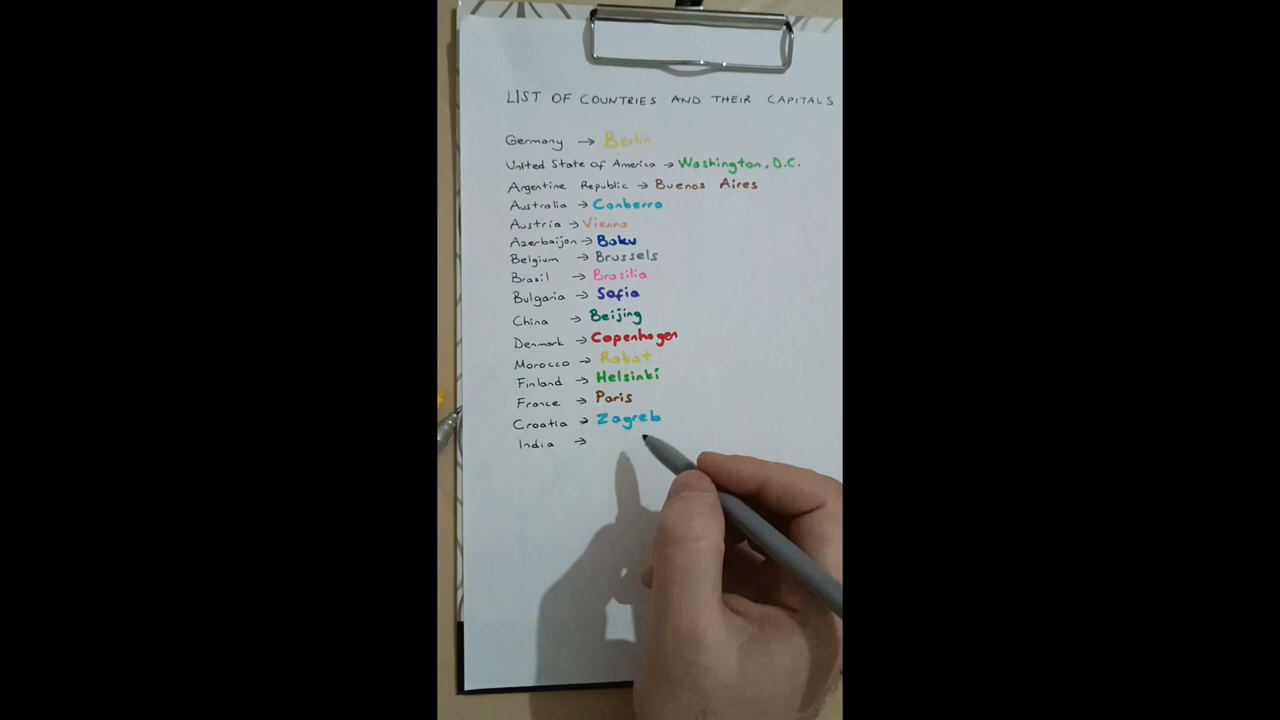 LIST OF COUNTRIES AND THEIR CAPITALS
Germany → Berlin
United State Of America → Washington, D.C.
Argentine Republic → Buenos Aires
Australia → Canberra
Austria → Vienna
Azerbaijan → Baku
Belgium → Brussels
Brazil → Brasilia
Bulgaria → Sofia
China → Beijing
Denmark → Copenhagen
Morocco → Rabat
Finland → Helsinki
France → Paris
Croatia → Zagreb
India →